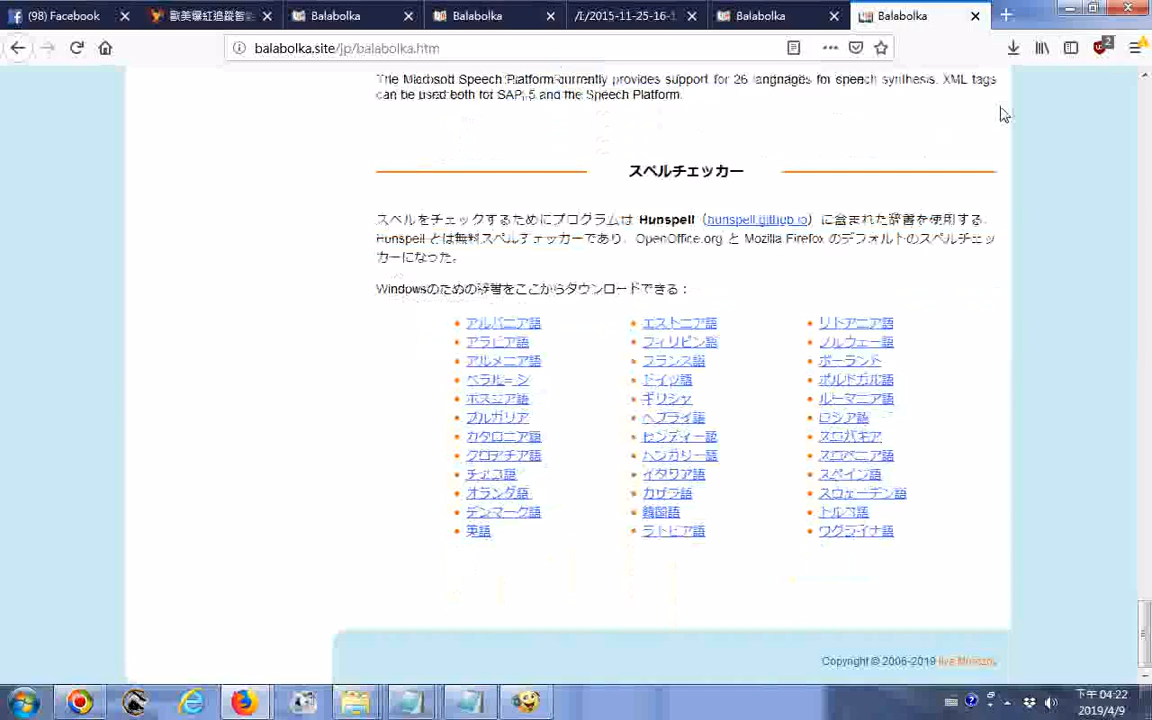 (98) Facebook
歐美爆紅追蹤智
Balabolka
Balabolka
/I:/2015-11-25-16-1
Balabolka
Balabolka
balabolka.site/jp/balabolka.htm
2
The Microsoft Speech Platform currently provides support for 26 languages for speech synthesis. XML tags
can be used both for SAPI 5 and the Speech Platform.
スペルチェッカー
スペルをチェックするためにプログラムは Hunspell（hunspell.github.io）に含まれた辞書を使用する。
Hunspell とは無料スペルチェッカーであり、OpenOffice.org と Mozilla Firefox のデフォルトのスペルチェッ
カーになった。
Windowsのための辞書をここからダウンロードできる：
アルバニア語 エストニア語 リトアニア語
アラビア語 フィリピン語 ノルウェー語
アルメニア語 フランス語 ポーランド
ベラルーシ ドイツ語 ポルトガル語
ボスニア語 ギリシャ ルーマニア語
ブルガリア ヘブライ語 ロシア語
カタロニア語 ヒンディー語 スロバキア
クロアチア語 ハンガリー語 スロベニア語
チェコ語 イタリア語 スペイン語
オランダ語 カザフ語 スウェーデン語
デンマーク語 韓国語 トルコ語
英語 ラトビア語 ウクライナ語
Copyright © 2006-2019
下午 04:22
2019/4/9